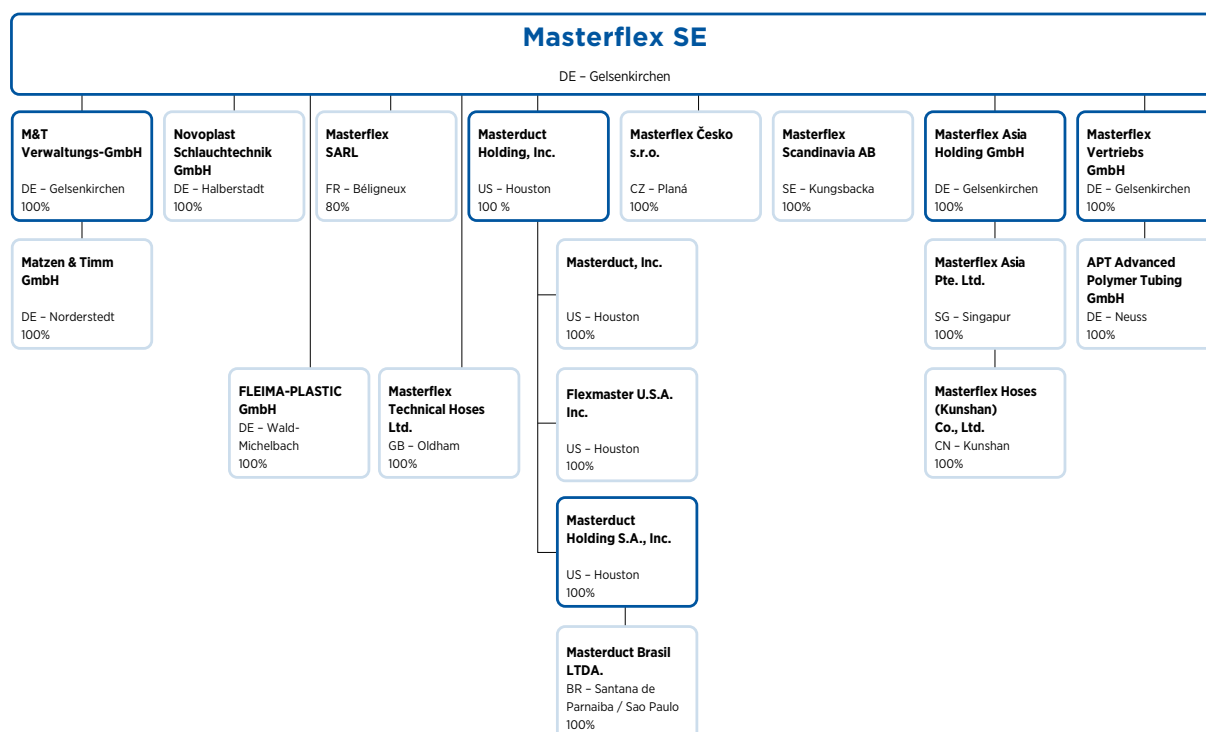 Masterflex SE
DE – Gelsenkirchen
M&T
Verwaltungs-GmbH
DE – Gelsenkirchen
100%
Novoplast
Schlauchtechnik
GmbH
DE – Halberstadt
100%
Masterflex
SARL
FR – Béligneux
80%
Masterduct
Holding, Inc.
US – Houston
100 %
Masterflex Česko
s.r.o.
CZ – Planá
100%
Masterflex
Scandinavia AB
SE – Kungsbacka
100%
Masterflex Asia
Holding GmbH
DE – Gelsenkirchen
100%
Masterflex
Vertriebs
GmbH
DE – Gelsenkirchen
100%
Matzen & Timm
GmbH
DE – Norderstedt
100%
Masterduct, Inc.
US – Houston
100%
Masterflex Asia
Pte. Ltd.
SG – Singapur
100%
APT Advanced
Polymer Tubing
GmbH
DE – Neuss
100%
FLEIMA-PLASTIC
GmbH
DE – Wald-
Michelbach
100%
Masterflex
Technical Hoses
Ltd.
GB – Oldham
100%
Flexmaster U.S.A.
Inc.
US – Houston
100%
Masterflex Hoses
(Kunshan)
Co., Ltd.
CN – Kunshan
100%
Masterduct
Holding S.A., Inc.
US – Houston
100%
Masterduct Brasil
LTDA.
BR – Santana de
Parnaiba / Sao Paulo
100%